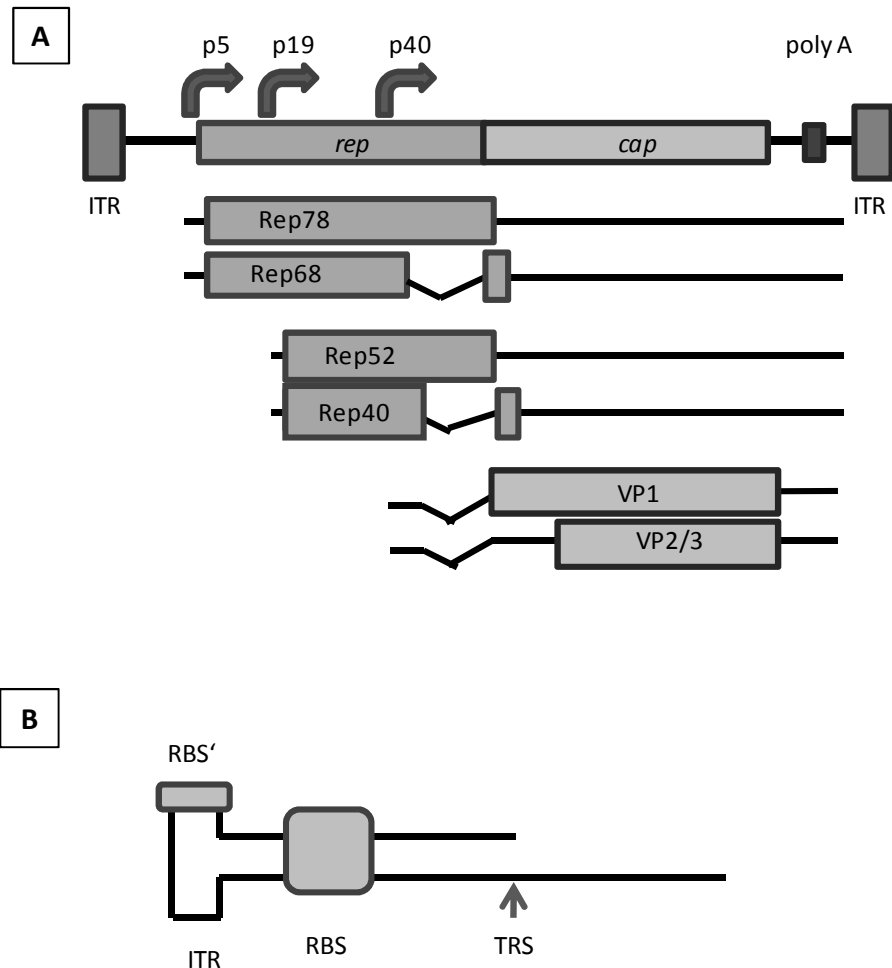 A
p5 p19 p40 poly A
rep cap
ITR ITR
Rep78
Rep68
Rep52
Rep40
VP1
VP2/3
B
RBS‘
RBS TRS
ITR